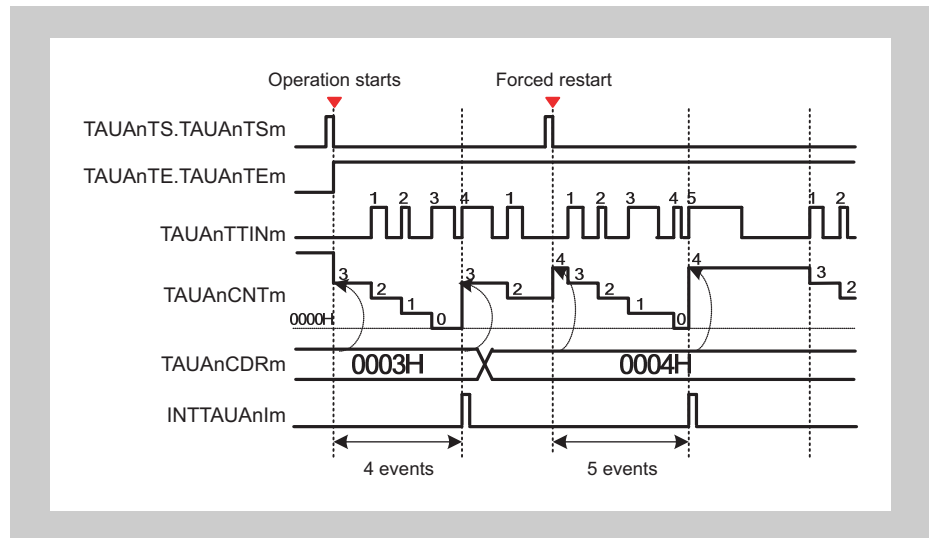 Operation starts Forced restart
TAUAnTS.TAUAnTSm
TAUAnTE.TAUAnTEm
1 2 3 4 1 1 2 3 4 5 1 2
TAUAnTTINm
3 2 1 0 3 2 4 3 2 1 0 4 3 2
TAUAnCNTm
0000H
TAUAnCDRm 0003H 0004H
INTTAUAnIm
4 events 5 events